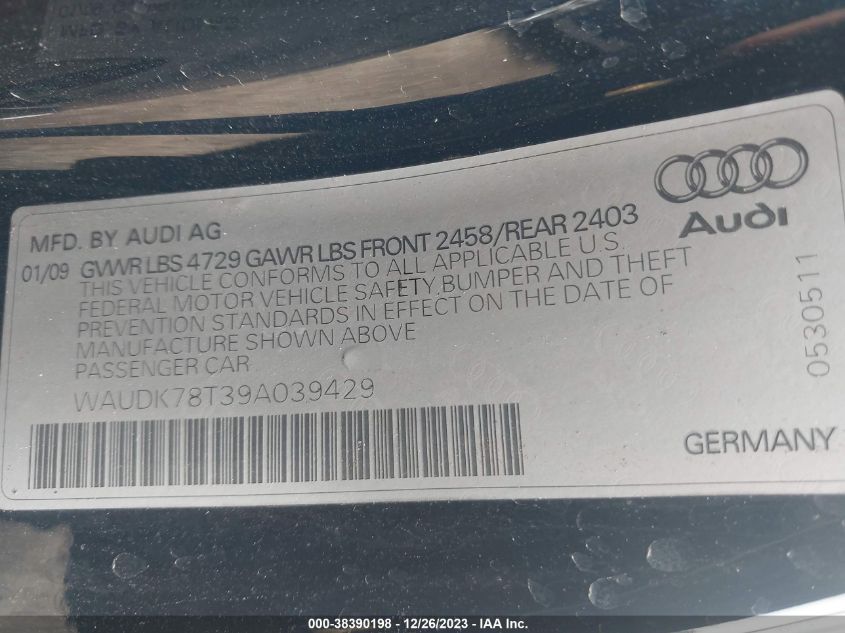 MFD. BY AUDI AG
01/09 GVWR LBS 4729 GAWR LBS FRONT 2458/REAR 2403
THIS VEHICLE CONFORMS TO ALL APPLICABLE U.S.
FEDERAL MOTOR VEHICLE SAFETY, BUMPER AND THEFT
PREVENTION STANDARDS IN EFFECT ON THE DATE OF
MANUFACTURE SHOWN ABOVE
PASSENGER CAR
WAUDK78T39A039429
Audi
0530511
GERMANY
000-38390198 - 12/26/2023 - IAA Inc.